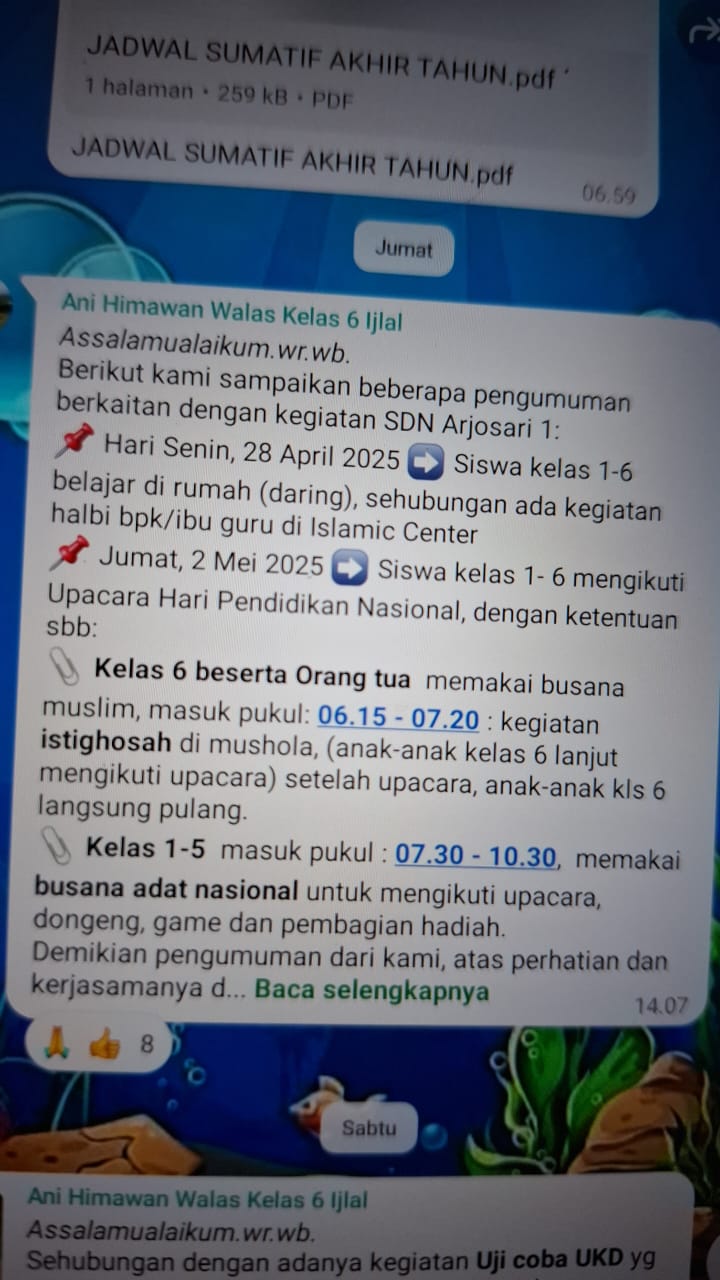 JADWAL SUMATIF AKHIR TAHUN.pdf
1 halaman • 259 kB • PDF
JADWAL SUMATIF AKHIR TAHUN.pdf
06.59
Jumat
Ani Himawan Walas Kelas 6 Ijlal
Assalamualaikum.wr.wb.
Berikut kami sampaikan beberapa pengumuman
berkaitan dengan kegiatan SDN Arjosari 1:
📌 Hari Senin, 28 April 2025 ➡️ Siswa kelas 1-6
belajar di rumah (daring), sehubungan ada kegiatan
halbi bpk/ibu guru di Islamic Center
📌 Jumat, 2 Mei 2025 ➡️ Siswa kelas 1- 6 mengikuti
Upacara Hari Pendidikan Nasional, dengan ketentuan
sbb:
📎 Kelas 6 beserta Orang tua memakai busana
muslim, masuk pukul: 06.15 - 07.20 : kegiatan
istighosah di mushola, (anak-anak kelas 6 lanjut
mengikuti upacara) setelah upacara, anak-anak kls 6
langsung pulang.
📎 Kelas 1-5 masuk pukul : 07.30 - 10.30, memakai
busana adat nasional untuk mengikuti upacara,
dongeng, game dan pembagian hadiah.
Demikian pengumuman dari kami, atas perhatian dan
kerjasamanya d... Baca selengkapnya
14.07
🙏 👍 8
Sabtu
Ani Himawan Walas Kelas 6 Ijlal
Assalamualaikum.wr.wb.
Sehubungan dengan adanya kegiatan Uji coba UKD yg